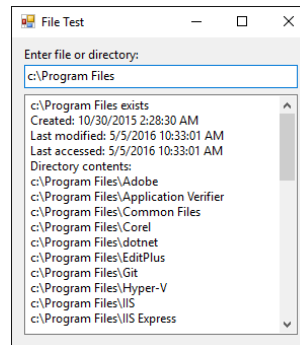 File Test
Enter file or directory:
c:\Program Files
c:\Program Files exists
Created: 10/30/2015 2:28:30 AM
Last modified: 5/5/2016 10:33:01 AM
Last accessed: 5/5/2016 10:33:01 AM
Directory contents:
c:\Program Files\Adobe
c:\Program Files\Application Verifier
c:\Program Files\Common Files
c:\Program Files\Corel
c:\Program Files\dotnet
c:\Program Files\EditPlus
c:\Program Files\Git
c:\Program Files\Hyper-V
c:\Program Files\IIS
c:\Program Files\IIS Express